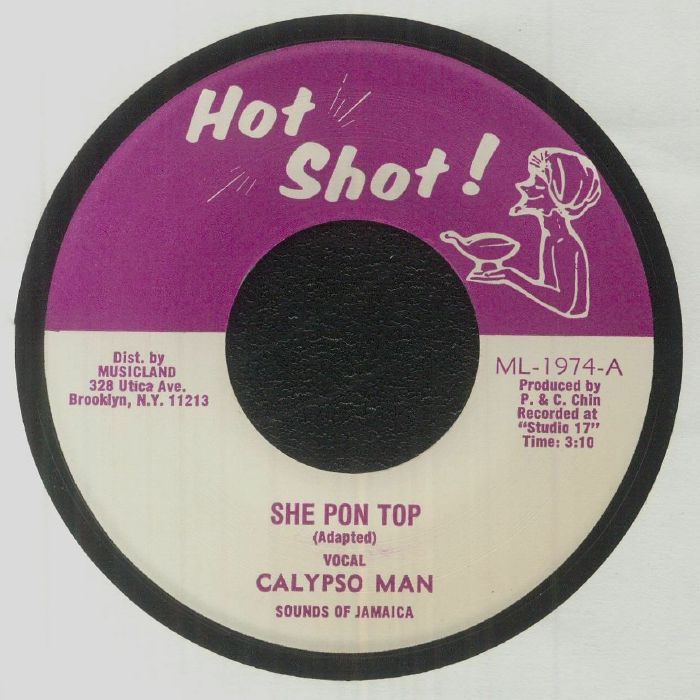 Hot
Shot!
Dist. by
MUSICLAND
328 Utica Ave.
Brooklyn, N.Y. 11213
ML-1974-A
Produced by
P. & C. Chin
Recorded at
"Studio 17"
Time: 3:10
SHE PON TOP
(Adapted)
VOCAL
CALYPSO MAN
SOUNDS OF JAMAICA